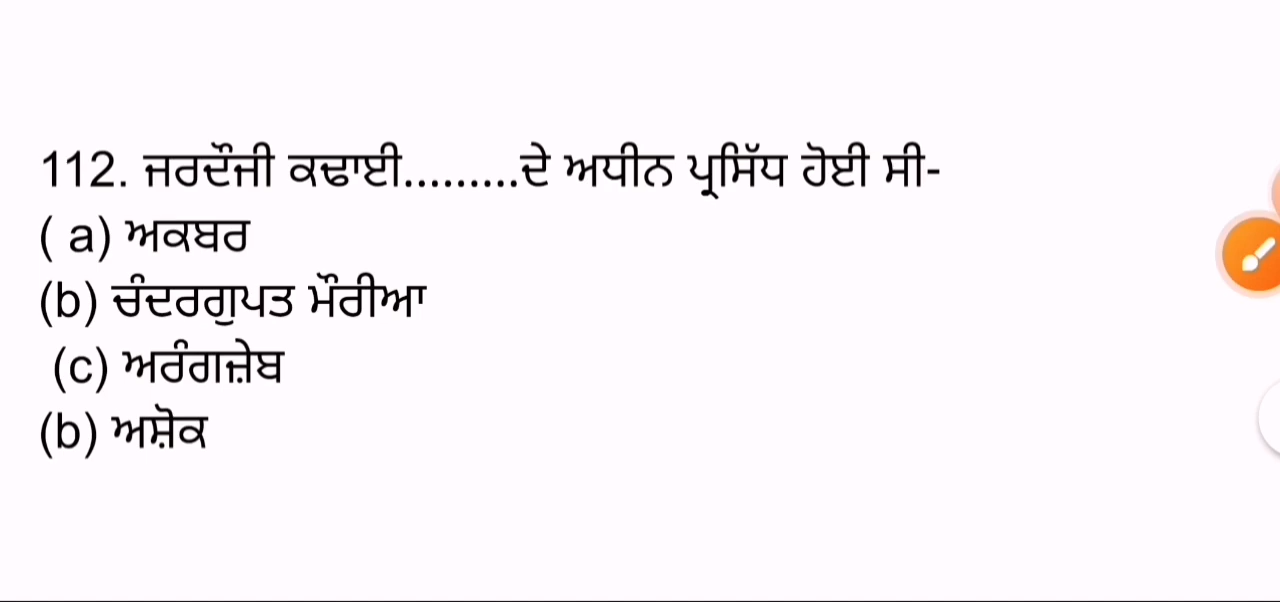 112. ਜਰਦੌਜੀ ਕਢਾਈ.........ਦੇ ਅਧੀਨ ਪ੍ਰਸਿੱਧ ਹੋਈ ਸੀ-
( a) ਅਕਬਰ
(b) ਚੰਦਰਗੁਪਤ ਮੌਰੀਆ
(c) ਅਰੰਗਜ਼ੇਬ
(b) ਅਸ਼ੋਕ